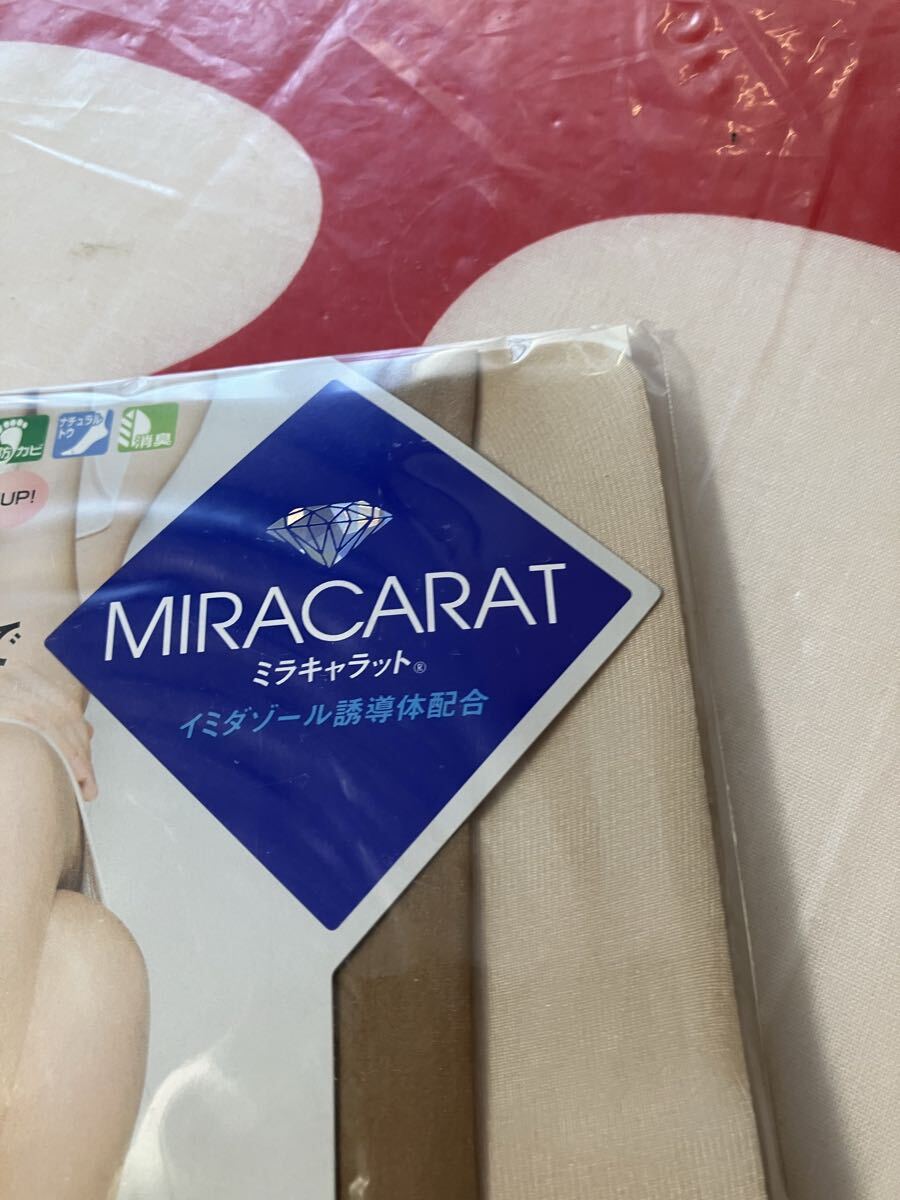 防カビ
ナチュラル
トウ
消臭
UP!
で
MIRACARAT
ミラキャラット®
イミダゾール誘導体配合